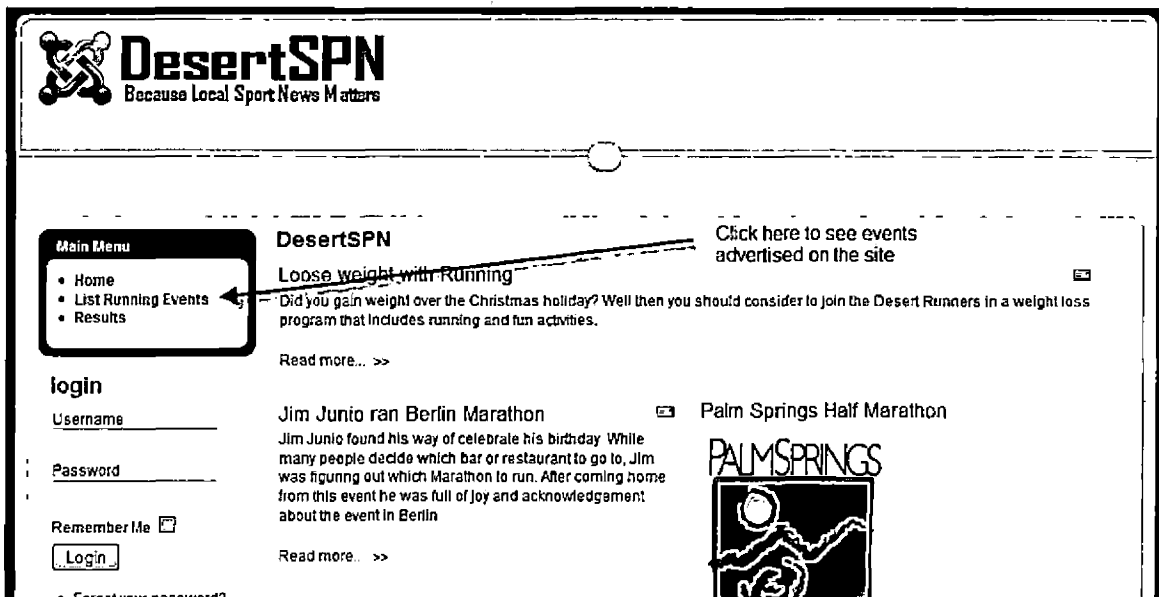 DesertSPN
Because Local Sport News Matters
Main Menu
• Home
• List Running Events
• Results
login
Username
Password
Remember Me
Login
• Forgot your password?
DesertSPN
Click here to see events
advertised on the site
Loose weight with Running
Did you gain weight over the Christmas holiday? Well then you should consider to join the Desert Runners in a weight loss
program that includes running and fun activities.
Read more... >>
Jim Junio ran Berlin Marathon
Jim Junio found his way of celebrate his birthday. While
many people decide which bar or restaurant to go to, Jim
was figuring out which Marathon to run. After coming home
from this event he was full of joy and acknowledgement
about the event in Berlin
Read more... >>
Palm Springs Half Marathon
PALM SPRINGS